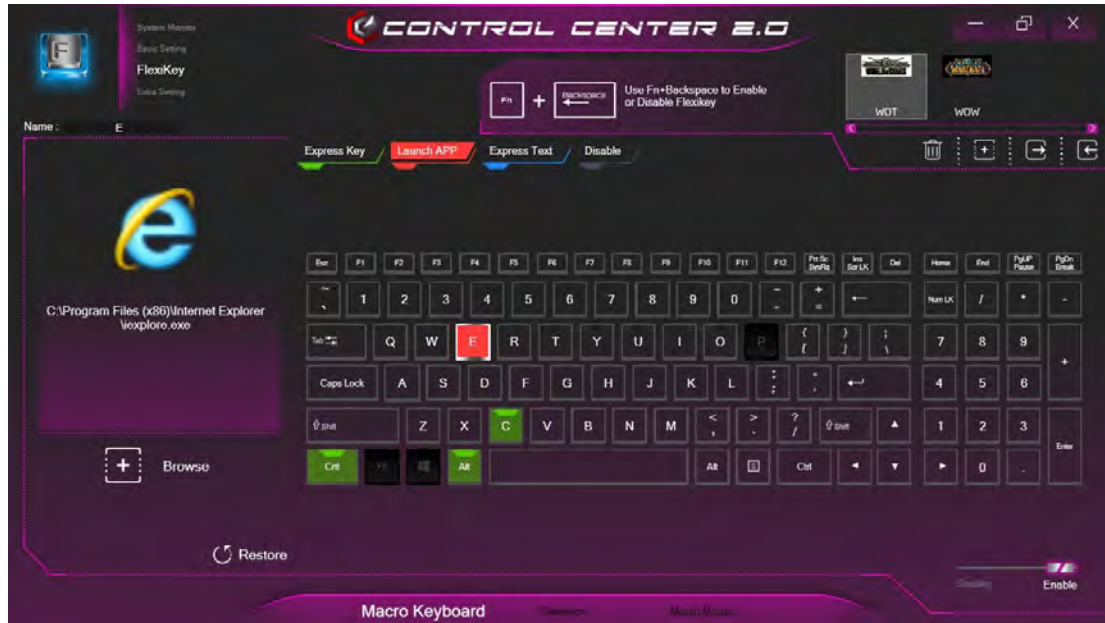 CONTROL CENTER 2.0
System Monitor
Basic Setting
FlexiKey
Extra Setting
Fn + Backspace
Use Fn+Backspace to Enable
or Disable Flexikey
WOT
WOW
Name : E
Express Key
Launch APP
Express Text
Disable
C:\Program Files (x86)\Internet Explorer
\iexplore.exe
Browse
Restore
Esc F1 F2 F3 F4 F5 F6 F7 F8 F9 F10 F11 F12 Prt Sc SysRq Ins Scr LK Del Home End PgUP Pause PgDn Break
~ ` 1 2 3 4 5 6 7 8 9 0 - - + = ← Num LK / * -
Tab Q W E R T Y U I O P { [ } ] ¦ \ 7 8 9 +
Caps Lock A S D F G H J K L : ; " ' 4 5 6
Shift Z X C V B N M < , > . ? / Shift ▲ 1 2 3 Enter
Crtl Fn Alt Alt Ctrl ◄ ▼ ► 0 .
Enable
Macro Keyboard
Macro Mouse